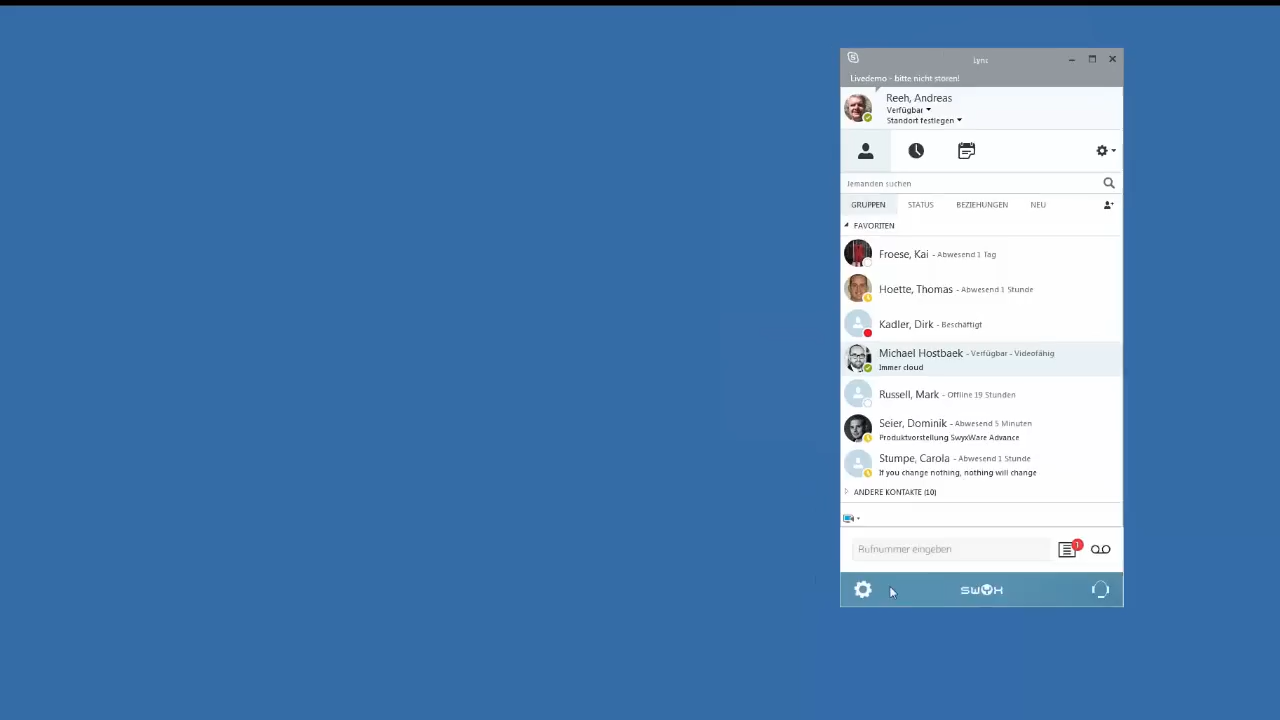 Lync
Livedemo - bitte nicht stören!
Reeh, Andreas
Verfügbar
Standort festlegen
Jemanden suchen
GRUPPEN STATUS BEZIEHUNGEN NEU
FAVORITEN
Froese, Kai - Abwesend 1 Tag
Hoette, Thomas - Abwesend 1 Stunde
Kadler, Dirk - Beschäftigt
Michael Hostbaek - Verfügbar - Videofähig
Immer cloud
Russell, Mark - Offline 19 Stunden
Seier, Dominik - Abwesend 5 Minuten
Produktvorstellung SwyxWare Advance
Stumpe, Carola - Abwesend 1 Stunde
If you change nothing, nothing will change
ANDERE KONTAKTE (10)
Rufnummer eingeben 1
swyx